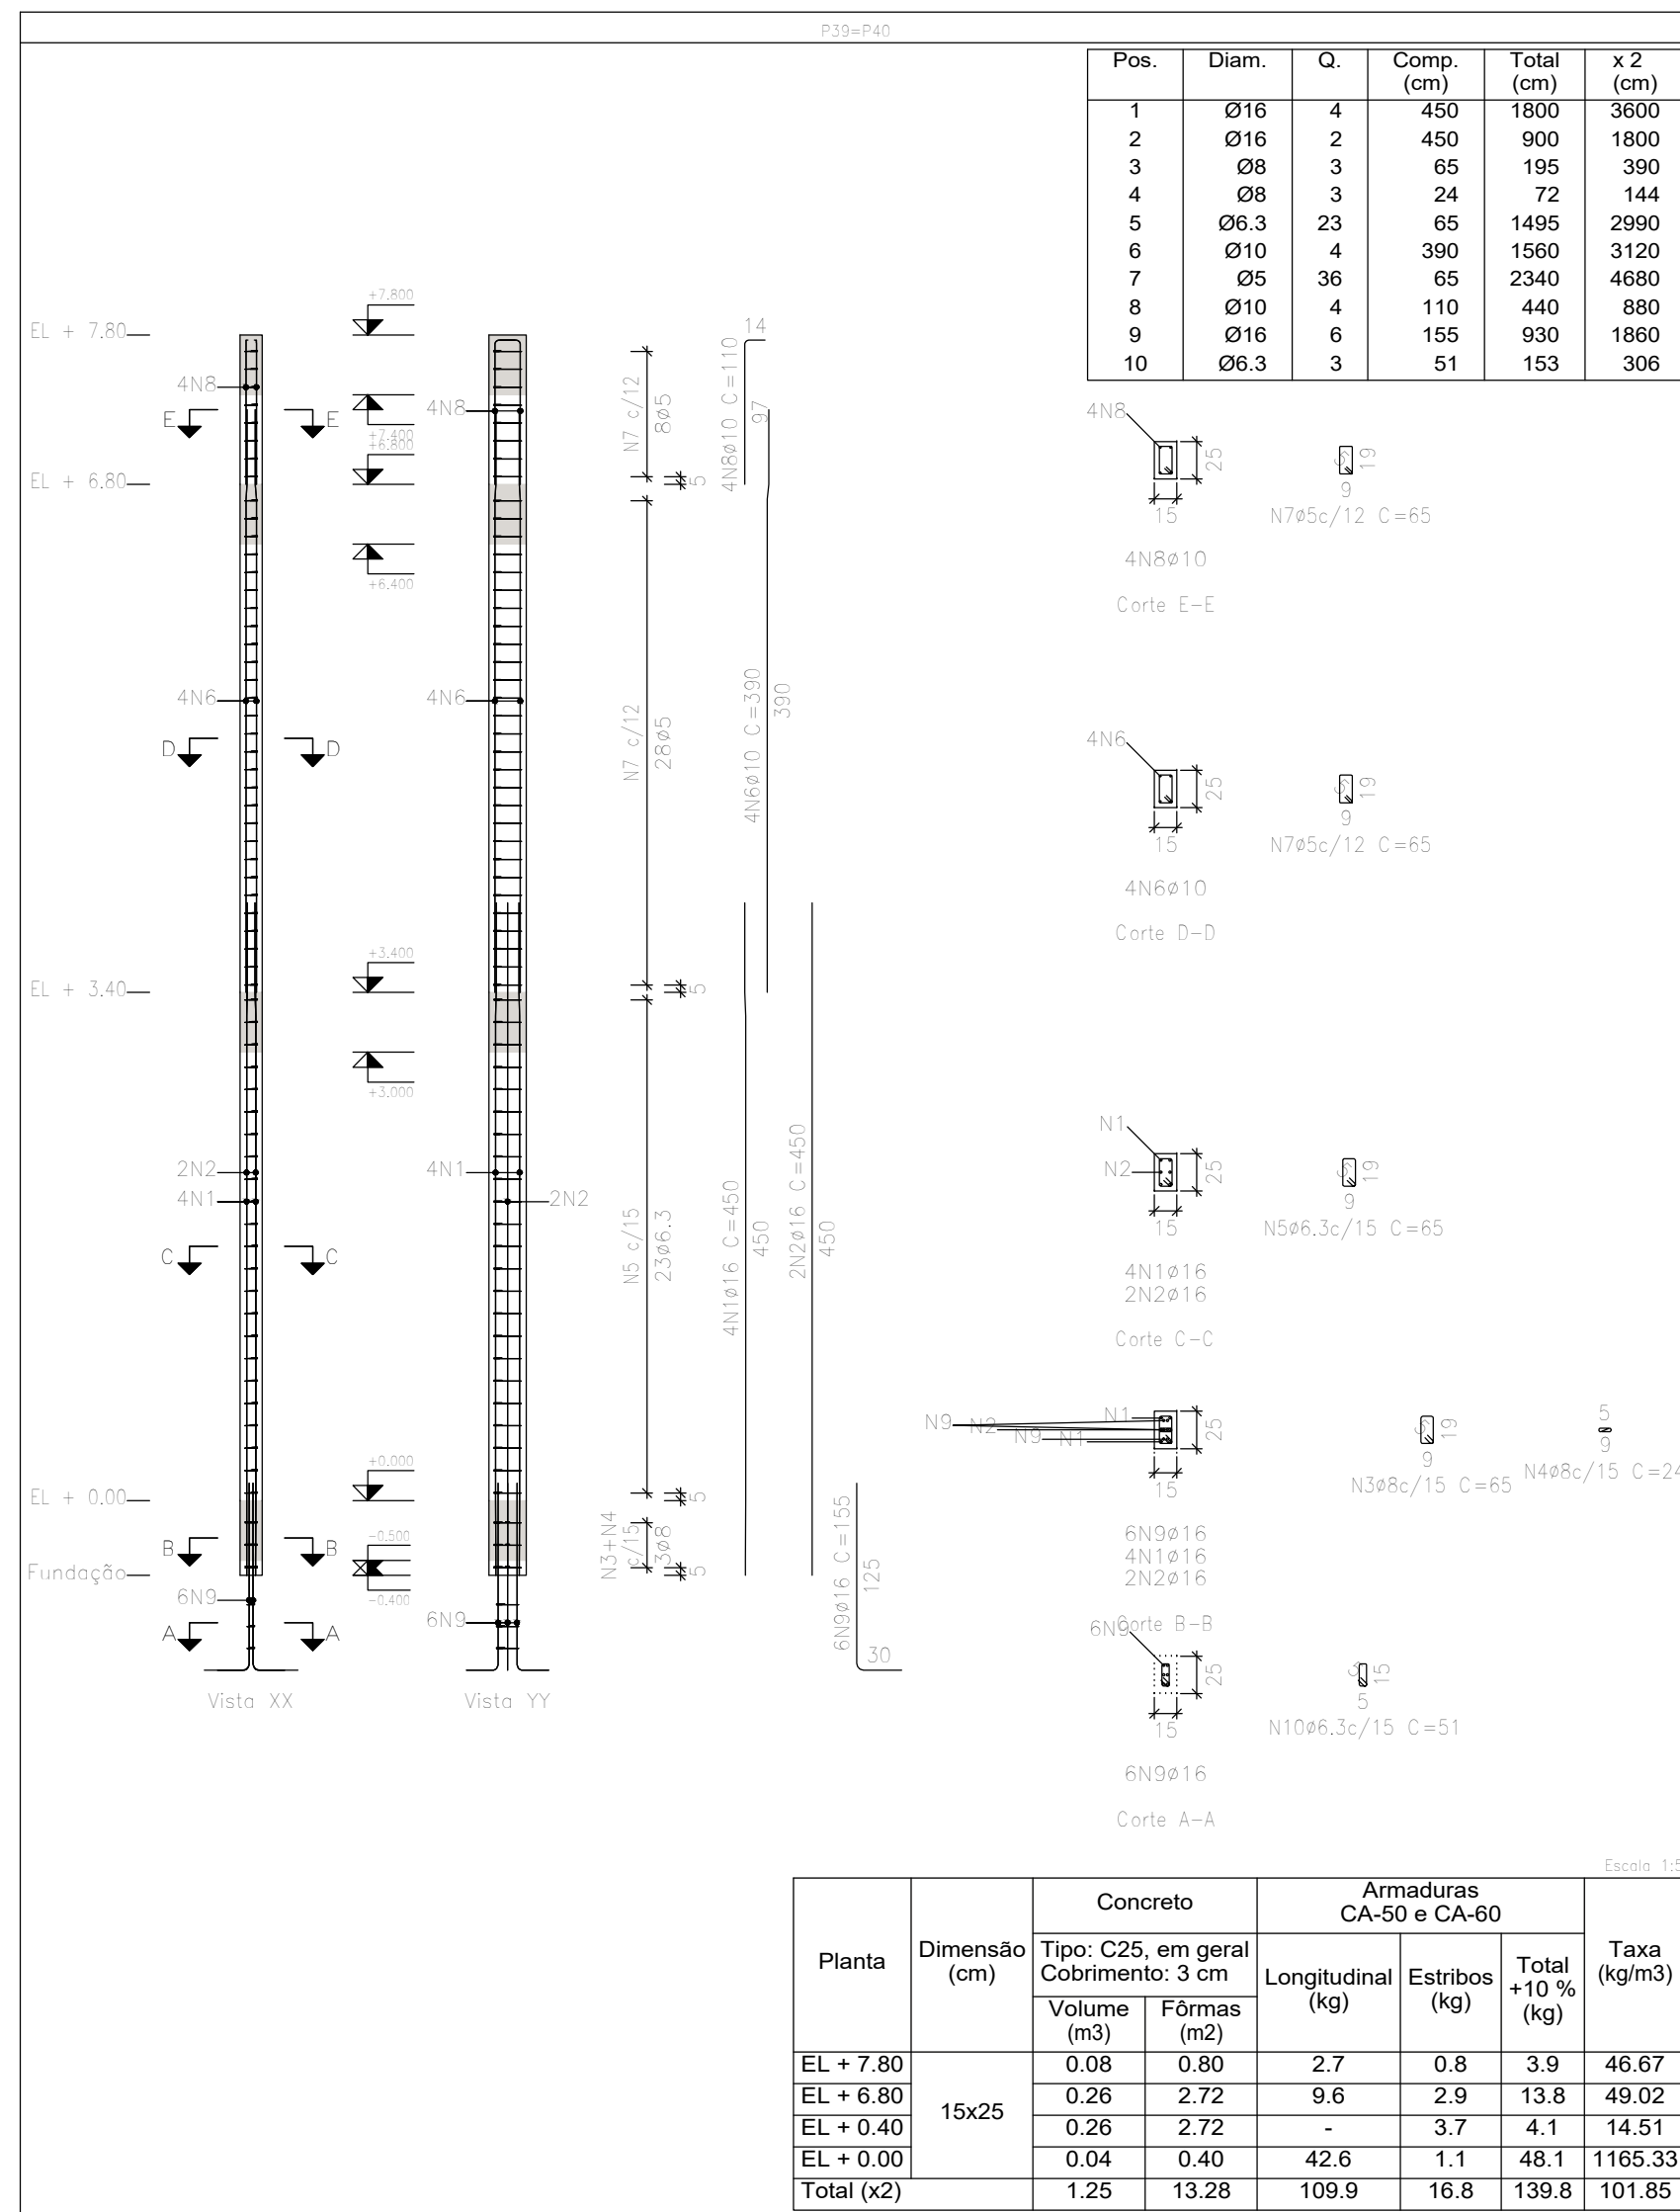 P39=P40
Pos. Diam. Q. Comp. (cm) Total (cm) x 2 (cm)
1 Ø16 4 450 1800 3600
2 Ø16 2 450 900 1800
3 Ø8 3 65 195 390
4 Ø8 3 24 72 144
5 Ø6.3 23 65 1495 2990
6 Ø10 4 390 1560 3120
7 Ø5 36 65 2340 4680
8 Ø10 4 110 440 880
9 Ø16 6 155 930 1860
10 Ø6.3 3 51 153 306
EL + 7.80
4N8
E E
EL + 6.80
4N6
D D
EL + 3.40
2N2
4N1
C C
EL + 0.00
B B
Fundação
6N9
A A
Vista XX
+7.800
+7.400
+6.800
+6.400
+3.400
+3.000
+0.000
-0.500
-0.400
4N8
4N6
4N1
2N2
6N9
Vista YY
N7 c/12
8ø5
5
N7 c/12
28ø5
5
N5 c/15
23ø6.3
5
N3+N4
c/15
3ø8
5
14
4N8ø10 C=110
97
4N6ø10 C=390
390
4N1ø16 C=450
450
2N2ø16 C=450
450
6N9ø16 C=155
125
30
4N8
25
15
19
9
N7ø5c/12 C=65
4N8ø10
Corte E-E
4N6
25
15
19
9
N7ø5c/12 C=65
4N6ø10
Corte D-D
N1
N2
25
15
19
9
N5ø6.3c/15 C=65
4N1ø16
2N2ø16
Corte C-C
N9 N2 N9 N1 N1
25
15
19
9
N3ø8c/15 C=65
5
9
N4ø8c/15 C=24
6N9ø16
4N1ø16
2N2ø16
Corte B-B
6N9
25
15
15
5
N10ø6.3c/15 C=51
6N9ø16
Corte A-A
Escala 1:5
Planta Dimensão (cm) Concreto Armaduras CA-50 e CA-60 Taxa (kg/m3)
Tipo: C25, em geral
Cobrimento: 3 cm
Volume (m3) Fôrmas (m2) Longitudinal (kg) Estribos (kg) Total +10 % (kg)
EL + 7.80 15x25 0.08 0.80 2.7 0.8 3.9 46.67
EL + 6.80 0.26 2.72 9.6 2.9 13.8 49.02
EL + 0.40 0.26 2.72 - 3.7 4.1 14.51
EL + 0.00 0.04 0.40 42.6 1.1 48.1 1165.33
Total (x2) 1.25 13.28 109.9 16.8 139.8 101.85